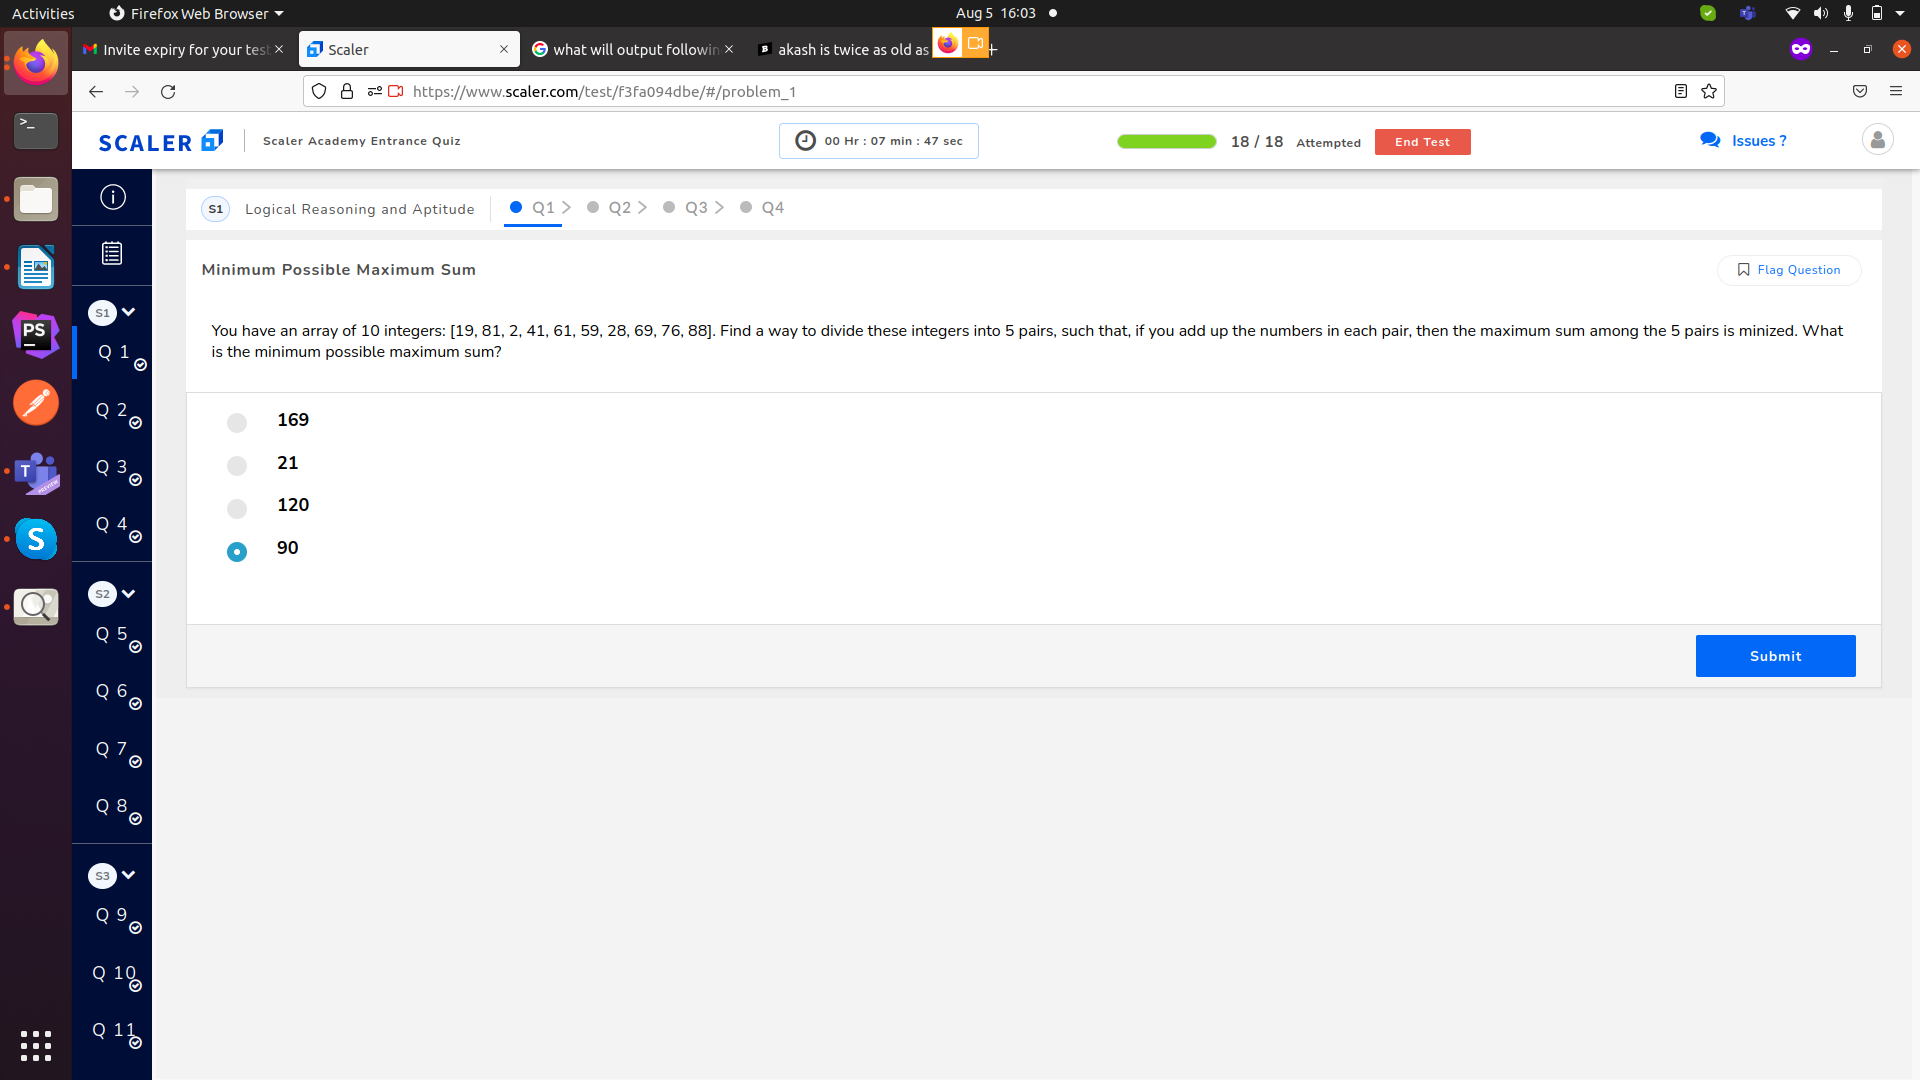 Activities
Firefox Web Browser
Aug 5 16:03
Invite expiry for your test
Scaler
what will output followin
akash is twice as old as
https://www.scaler.com/test/f3fa094dbe/#/problem_1
SCALER
Scaler Academy Entrance Quiz
00 Hr : 07 min : 47 sec
18 / 18 Attempted
End Test
Issues ?
S1
Logical Reasoning and Aptitude
Q1
Q2
Q3
Q4
Minimum Possible Maximum Sum
Flag Question
You have an array of 10 integers: [19, 81, 2, 41, 61, 59, 28, 69, 76, 88]. Find a way to divide these integers into 5 pairs, such that, if you add up the numbers in each pair, then the maximum sum among the 5 pairs is minized. What
is the minimum possible maximum sum?
169
21
120
90
Submit
S1
Q 1
Q 2
Q 3
Q 4
S2
Q 5
Q 6
Q 7
Q 8
S3
Q 9
Q 10
Q 11
>_
PS
T
PREVIEW
S